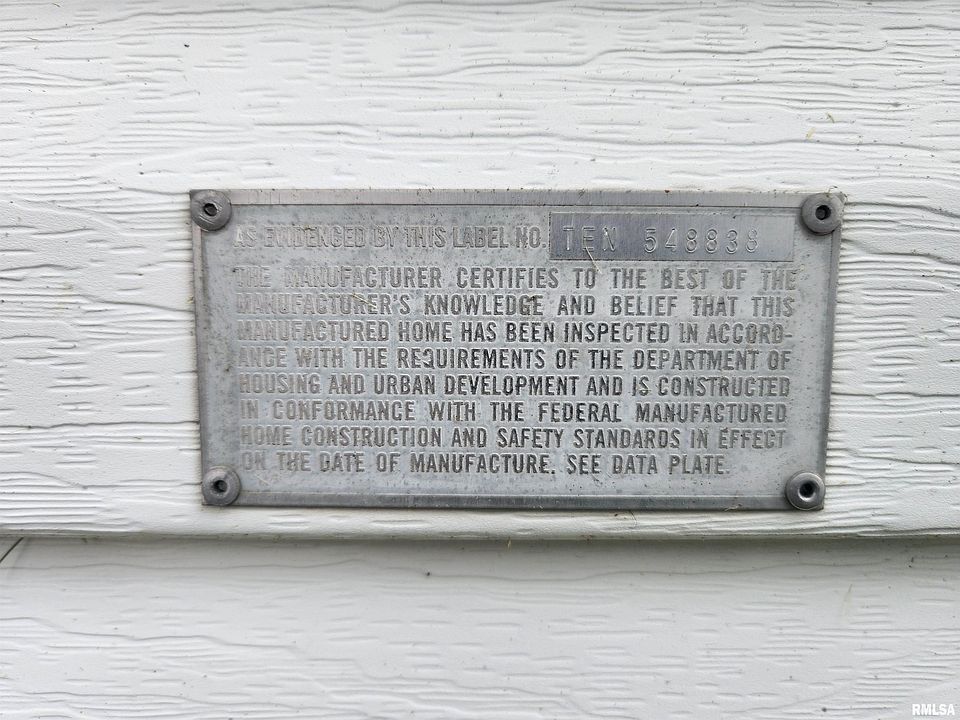 AS EVIDENCED BY THIS LABEL NO. TEN 548838
THE MANUFACTURER CERTIFIES TO THE BEST OF THE
MANUFACTURER'S KNOWLEDGE AND BELIEF THAT THIS
MANUFACTURED HOME HAS BEEN INSPECTED IN ACCORD-
ANCE WITH THE REQUIREMENTS OF THE DEPARTMENT OF
HOUSING AND URBAN DEVELOPMENT AND IS CONSTRUCTED
IN CONFORMANCE WITH THE FEDERAL MANUFACTURED
HOME CONSTRUCTION AND SAFETY STANDARDS IN EFFECT
ON THE DATE OF MANUFACTURE. SEE DATA PLATE.
RMLSA